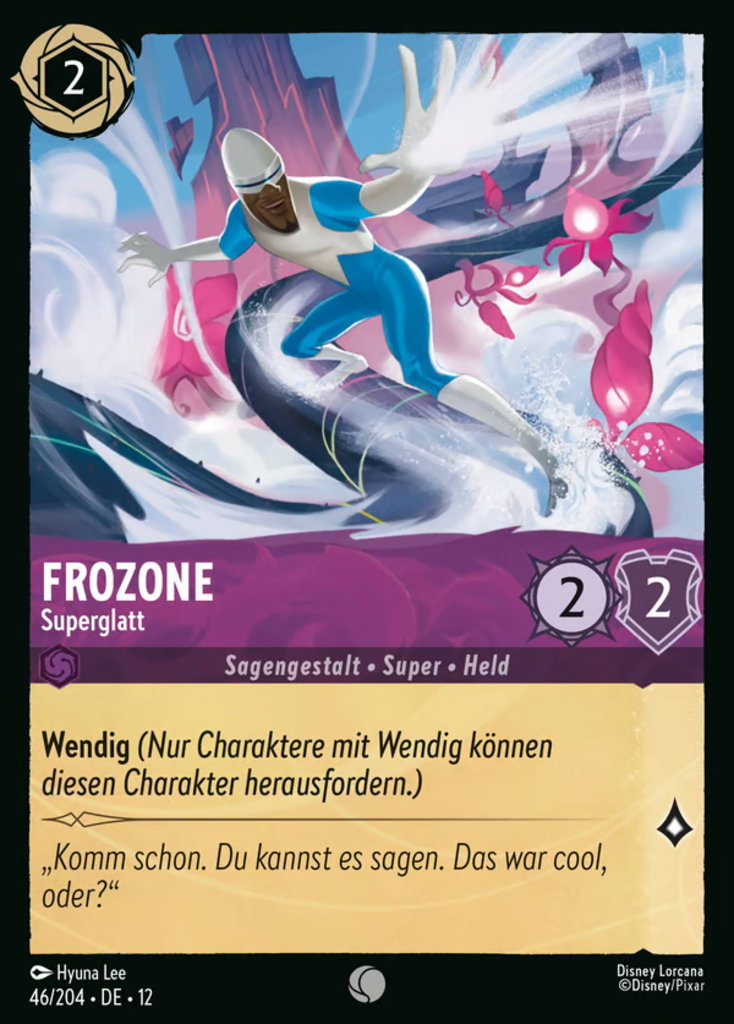 2
FROZONE
Superglatt
2
2
Sagengestalt • Super • Held
Wendig (Nur Charaktere mit Wendig können
diesen Charakter herausfordern.)
„Komm schon. Du kannst es sagen. Das war cool,
oder?“
Hyuna Lee
46/204 • DE • 12
Disney Lorcana
©Disney/Pixar